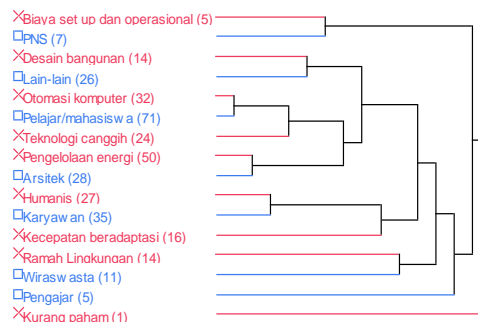 Biaya set up dan operasional (5)
PNS (7)
Desain bangunan (14)
Lain-lain (26)
Otomasi komputer (32)
Pelajar/mahasiswa (71)
Teknologi canggih (24)
Pengelolaan energi (50)
Arsitek (28)
Humanis (27)
Karyawan (35)
Kecepatan beradaptasi (16)
Ramah Lingkungan (14)
Wiraswasta (11)
Pengajar (5)
Kurang paham (1)